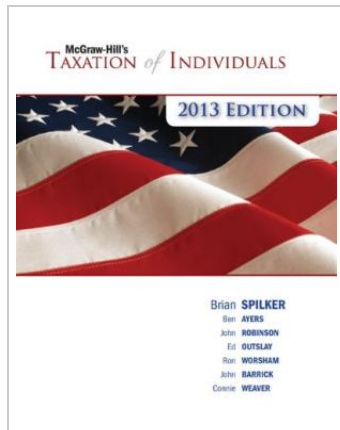 McGraw-Hill's
TAXATION of INDIVIDUALS
2013 EDITION
Brian SPILKER
Ben AYERS
John ROBINSON
Ed OUTSLAY
Ron WORSHAM
John BARRICK
Connie WEAVER